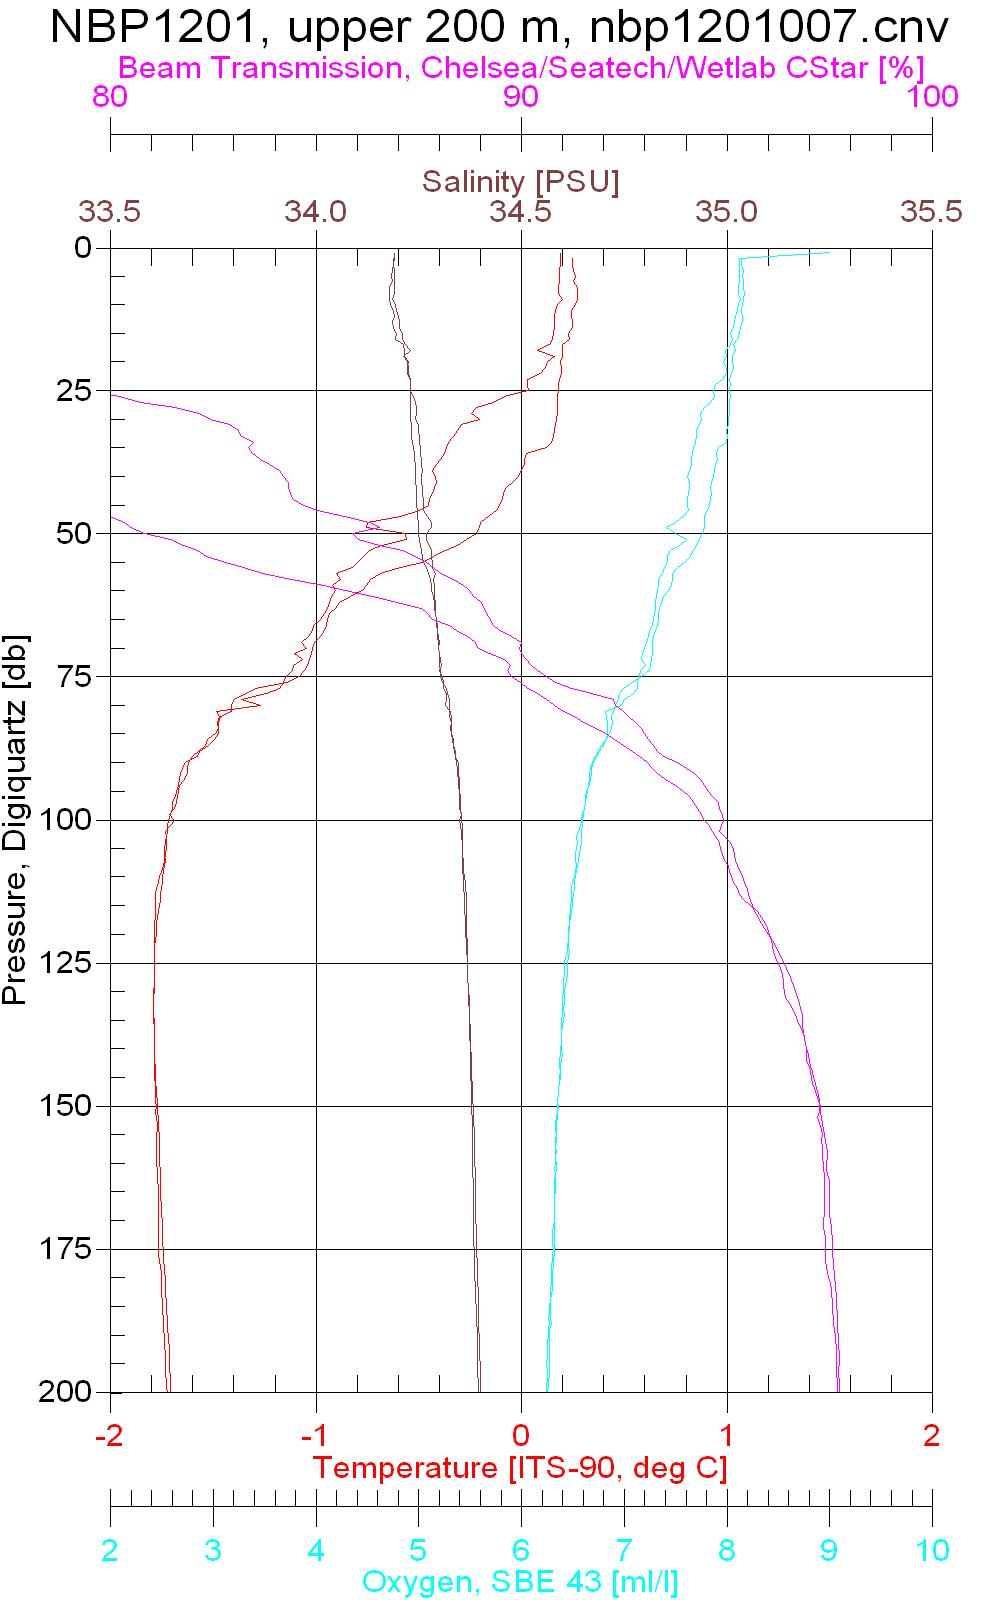 NBP1201, upper 200 m, nbp1201007.cnv
Beam Transmission, Chelsea/Seatech/Wetlab CStar [%]
80 90 100
Salinity [PSU]
33.5 34.0 34.5 35.0 35.5
0
25
50
75
100
125
150
175
200
Pressure, Digiquartz [db]
-2 -1 0 1 2
Temperature [ITS-90, deg C]
2 3 4 5 6 7 8 9 10
Oxygen, SBE 43 [ml/l]